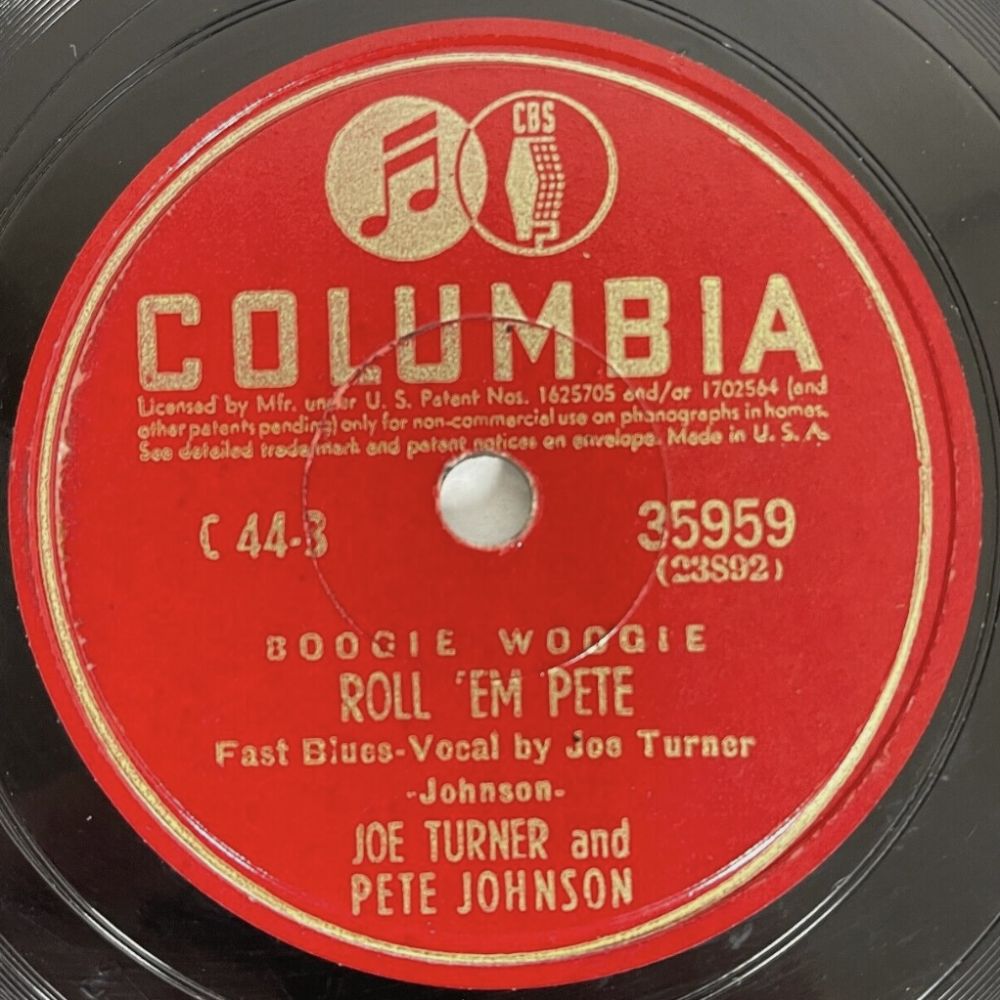 CBS
COLUMBIA
Licensed by Mfr. under U. S. Patent Nos. 1625705 and/or 1702564 (and
other patents pending) only for non-commercial use on phonographs in homes.
See detailed trade mark and patent notices on envelope. Made in U. S. A.
C 44-3 35959
(23892)
BOOGIE WOOGIE
ROLL 'EM PETE
Fast Blues-Vocal by Joe Turner
-Johnson-
JOE TURNER and
PETE JOHNSON